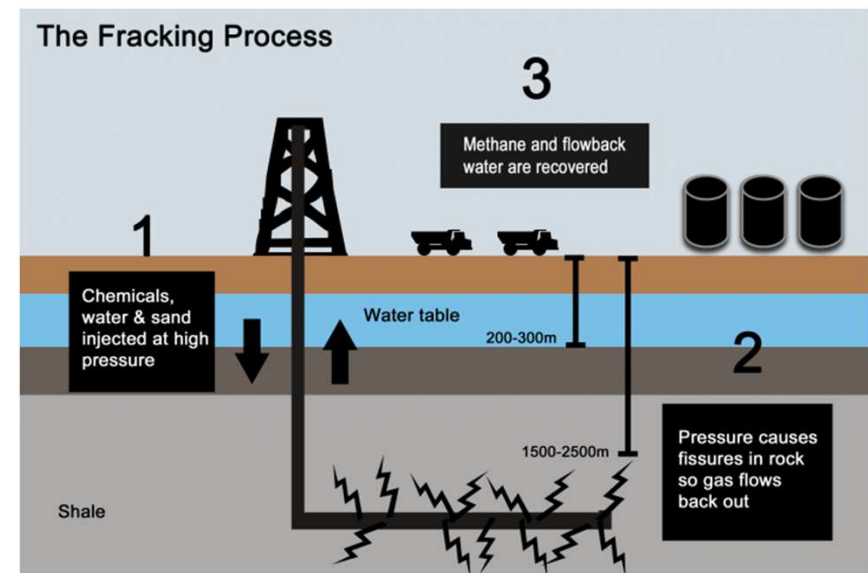 The Fracking Process
1
Chemicals,
water & sand
injected at high
pressure
3
Methane and flowback
water are recovered
Water table
200-300m
2
1500-2500m
Pressure causes
fissures in rock
so gas flows
back out
Shale